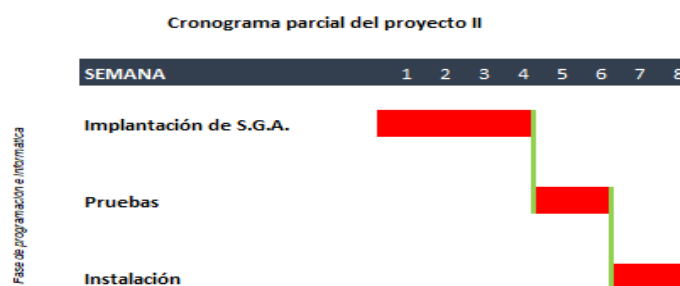 Cronograma parcial del proyecto II
SEMANA 1 2 3 4 5 6 7 8
Implantación de S.G.A.
Pruebas
Instalación
Fase de programación e informática